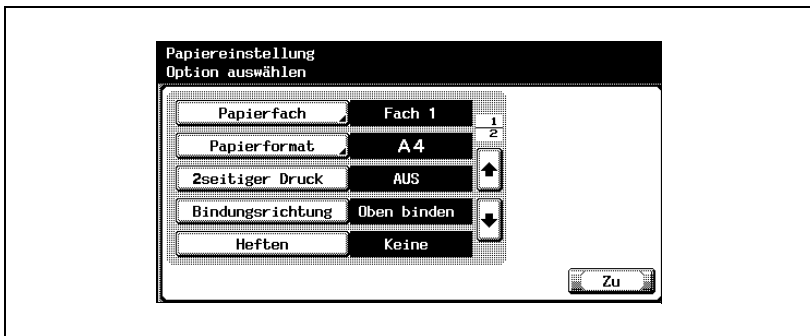 Papiereinstellung
Option auswählen
Papierfach Fach 1
1
2
Papierformat A4
2seitiger Druck AUS
Bindungsrichtung Oben binden
Heften Keine
Zu